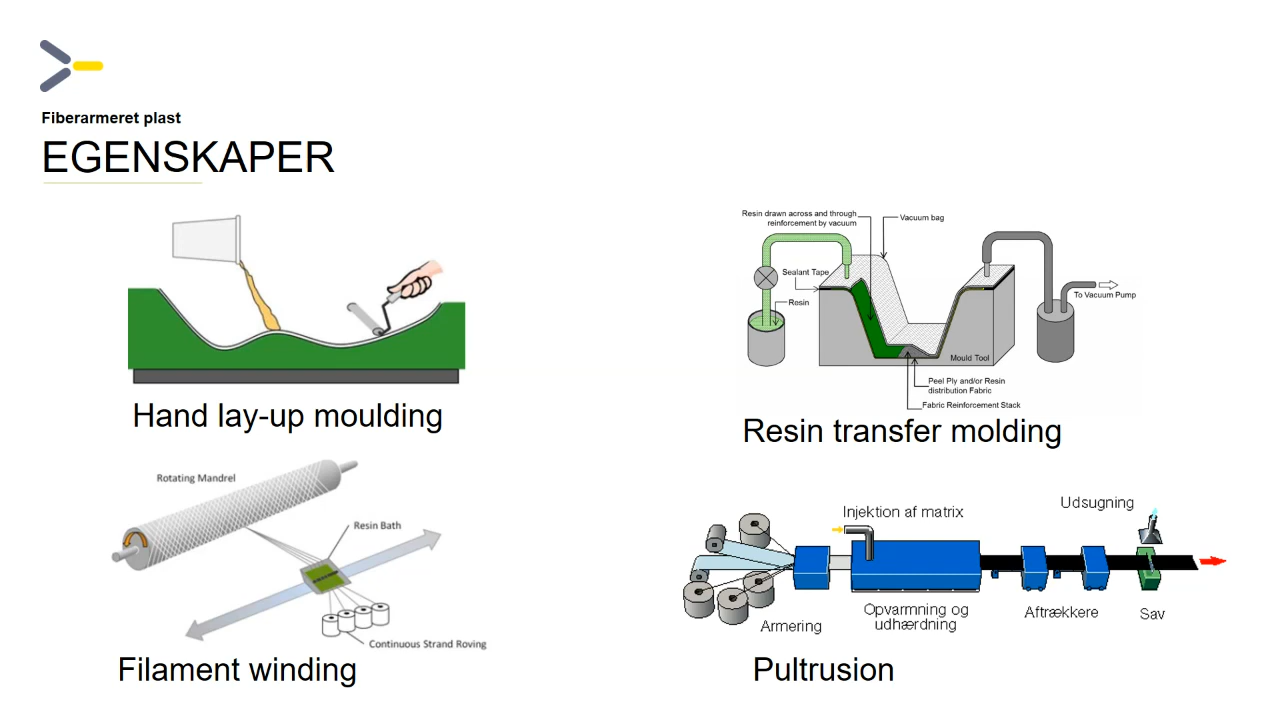 Fiberarmeret plast
EGENSKAPER
Hand lay-up moulding
Resin drawn across and through
reinforcement by vacuum
Vacuum bag
Sealant Tape
Resin
To Vacuum Pump
Mould Tool
Peel Ply and/or Resin
distribution Fabric
Fabric Reinforcement Stack
Resin transfer molding
Rotating Mandrel
Resin Bath
Continuous Strand Roving
Filament winding
Udsugning
Injektion af matrix
Armering
Opvarmning og
udhærdning
Aftrækkere
Sav
Pultrusion